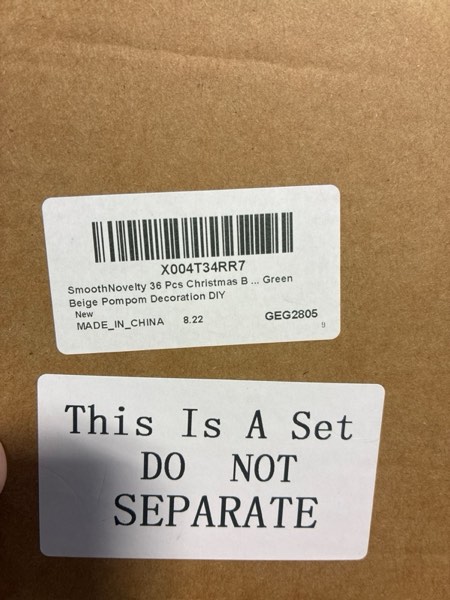 X004T34RR7
SmoothNovelty 36 Pcs Christmas B ... Green
Beige Pompom Decoration DIY
New
MADE_IN_CHINA 8.22 GEG2805
9
This Is A Set
DO NOT
SEPARATE